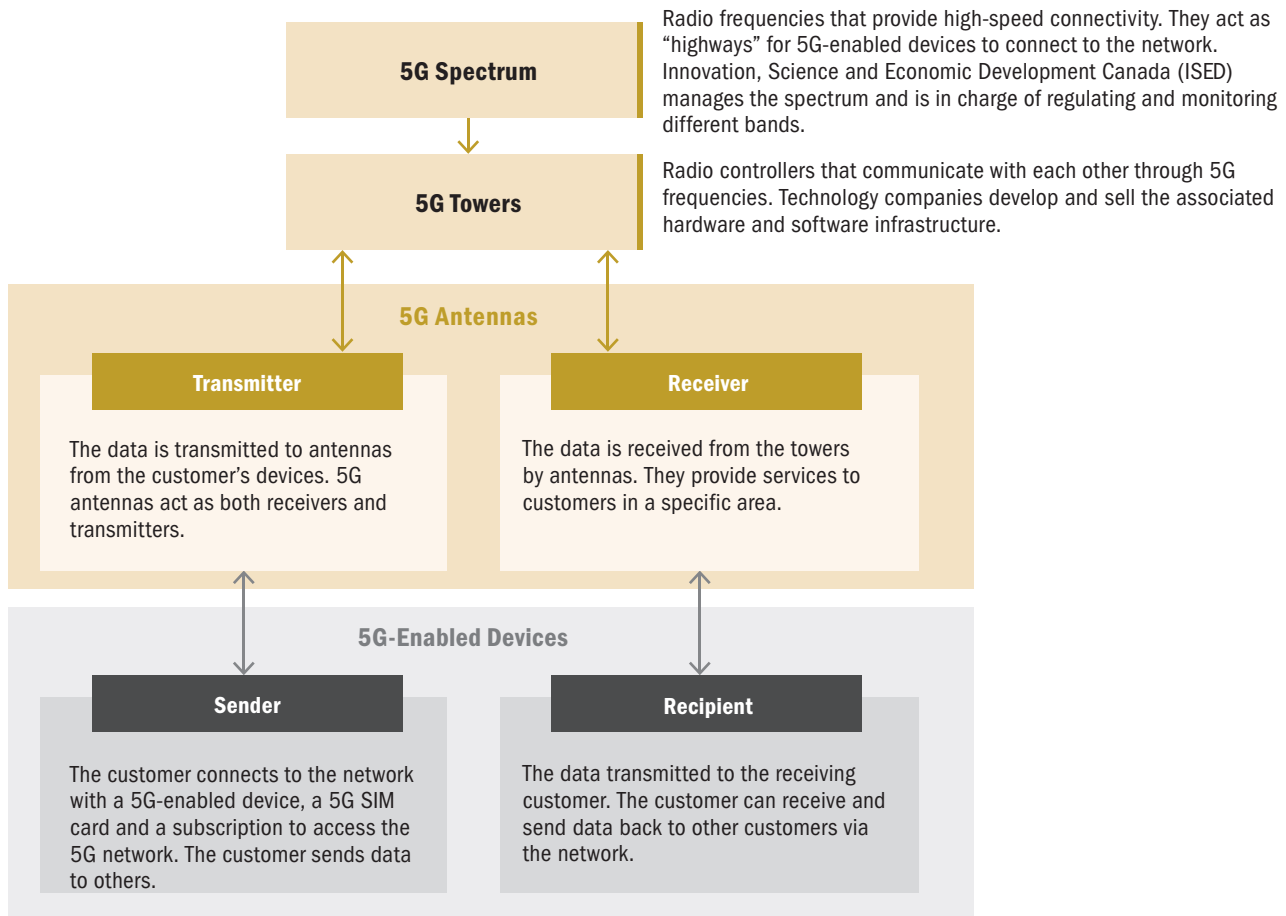 5G Spectrum
Radio frequencies that provide high-speed connectivity. They act as
“highways” for 5G-enabled devices to connect to the network.
Innovation, Science and Economic Development Canada (ISED)
manages the spectrum and is in charge of regulating and monitoring
different bands.
5G Towers
Radio controllers that communicate with each other through 5G
frequencies. Technology companies develop and sell the associated
hardware and software infrastructure.
5G Antennas
Transmitter
The data is transmitted to antennas
from the customer’s devices. 5G
antennas act as both receivers and
transmitters.
Receiver
The data is received from the towers
by antennas. They provide services to
customers in a specific area.
5G-Enabled Devices
Sender
The customer connects to the network
with a 5G-enabled device, a 5G SIM
card and a subscription to access the
5G network. The customer sends data
to others.
Recipient
The data transmitted to the receiving
customer. The customer can receive and
send data back to other customers via
the network.